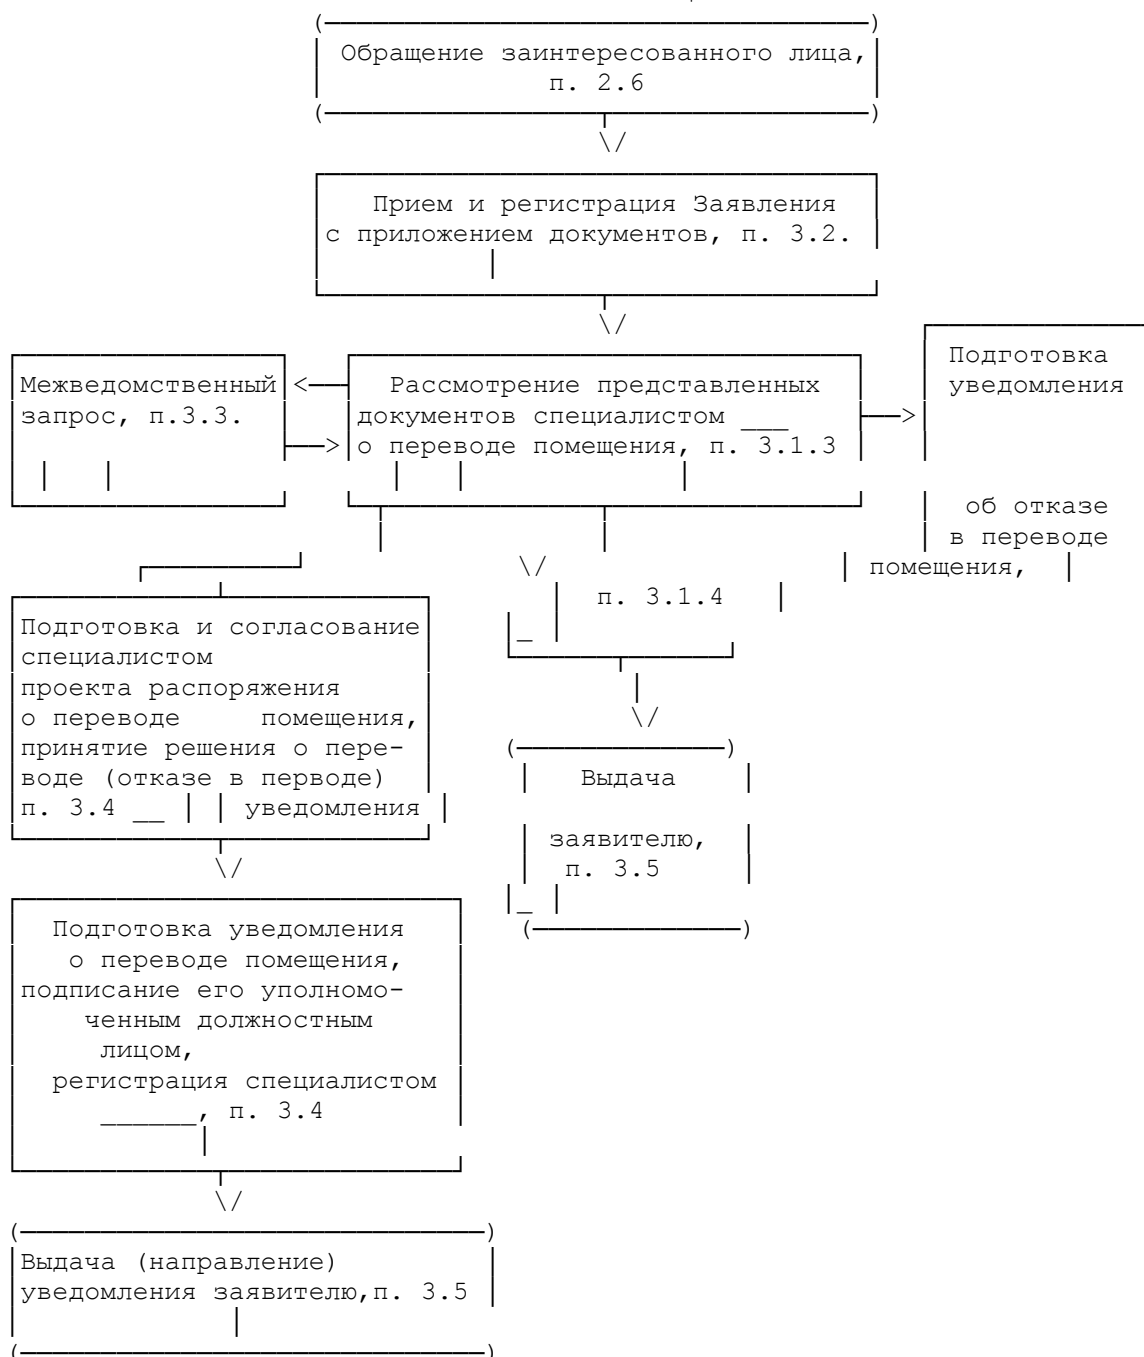 Обращение заинтересованного лица,
п. 2.6
Прием и регистрация Заявления
с приложением документов, п. 3.2.
Межведомственный
запрос, п.3.3.
Рассмотрение представленных
документов специалистом ___
о переводе помещения, п. 3.1.3
Подготовка
уведомления
об отказе
в переводе
помещения,
п. 3.1.4
_
Подготовка и согласование
специалистом
проекта распоряжения
о переводе помещения,
принятие решения о пере-
воде (отказе в перводе)
п. 3.4 __ уведомления
Выдача
заявителю,
п. 3.5
_
Подготовка уведомления
о переводе помещения,
подписание его уполномо-
ченным должностным
лицом,
регистрация специалистом
______, п. 3.4
Выдача (направление)
уведомления заявителю,п. 3.5